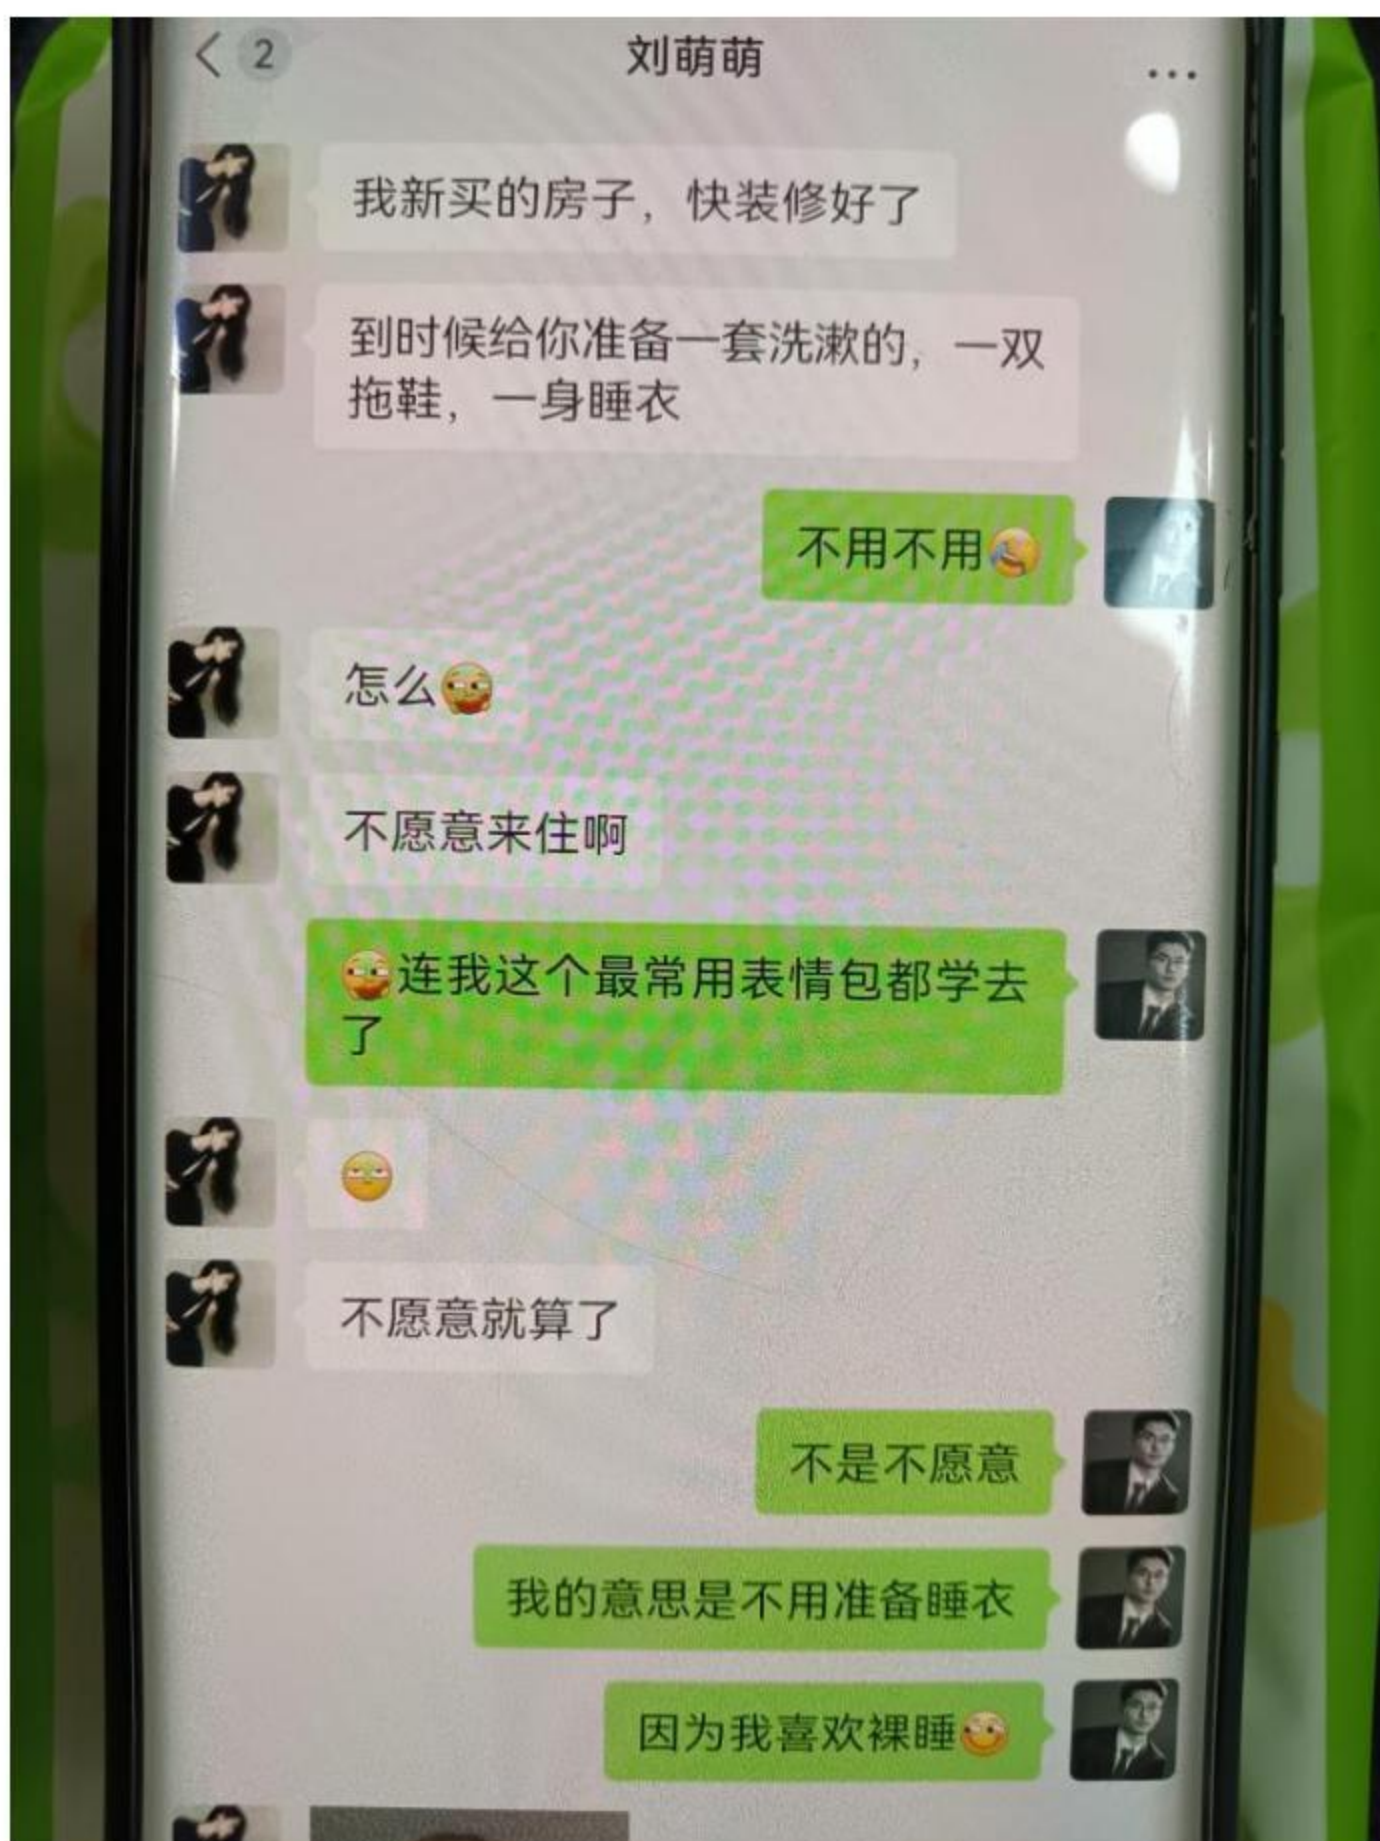 2
刘萌萌
我新买的房子，快装修好了
到时候给你准备一套洗漱的，一双
拖鞋，一身睡衣
不用不用
怎么
不愿意来住啊
连我这个最常用表情包都学去
了
不愿意就算了
不是不愿意
我的意思是不用准备睡衣
因为我喜欢裸睡